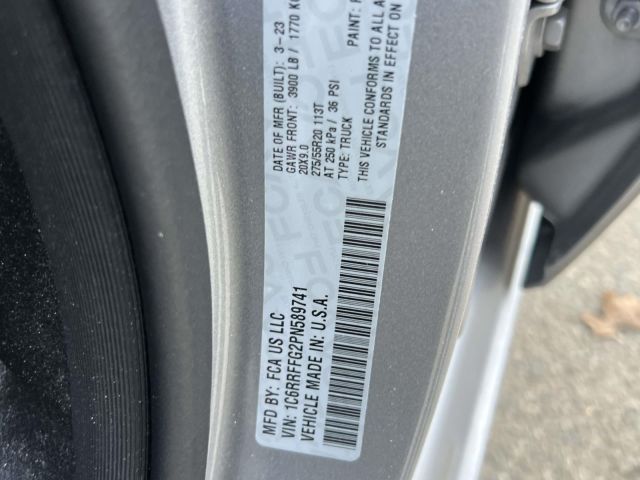 MFD BY: FCA US LLC
DATE OF MFR (BUILT): 3-23
GAWR FRONT: 3900 LB / 1770 KG
20X9.0
275/55R20 113T
AT 250 kPa / 36 PSI
TYPE: TRUCK
PAINT:
THIS VEHICLE CONFORMS TO ALL
STANDARDS IN EFFECT ON
VIN: 1C6RRFFG2PN589741
VEHICLE MADE IN: U.S.A.